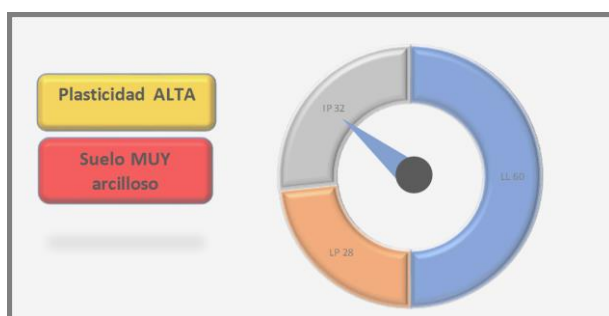 Plasticidad ALTA
Suelo MUY
arcilloso
IP 32
LL 60
LP 28